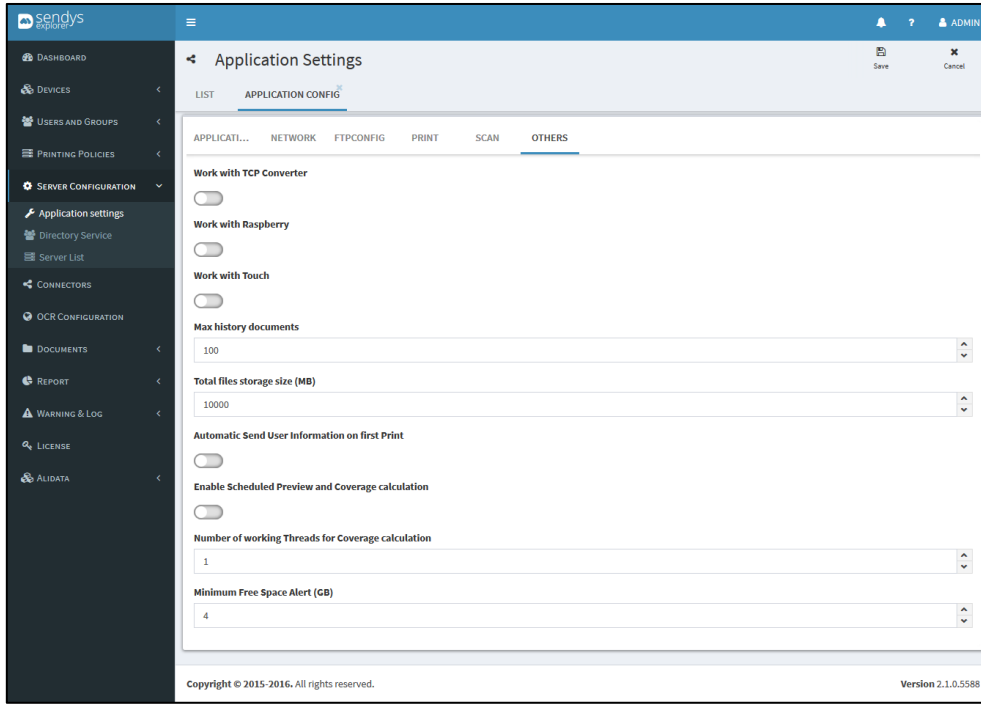 sendys
explorer
ADMIN
Application Settings
Save
Cancel
LIST
APPLICATION CONFIG
DASHBOARD
DEVICES
USERS AND GROUPS
PRINTING POLICIES
SERVER CONFIGURATION
Application settings
Directory Service
Server List
CONNECTORS
OCR CONFIGURATION
DOCUMENTS
REPORT
WARNING & LOG
LICENSE
ALIDATA
APPLICATI... NETWORK FTPCONFIG PRINT SCAN OTHERS
Work with TCP Converter
Work with Raspberry
Work with Touch
Max history documents
100
Total files storage size (MB)
10000
Automatic Send User Information on first Print
Enable Scheduled Preview and Coverage calculation
Number of working Threads for Coverage calculation
1
Minimum Free Space Alert (GB)
4
Copyright © 2015-2016. All rights reserved.
Version 2.1.0.5588